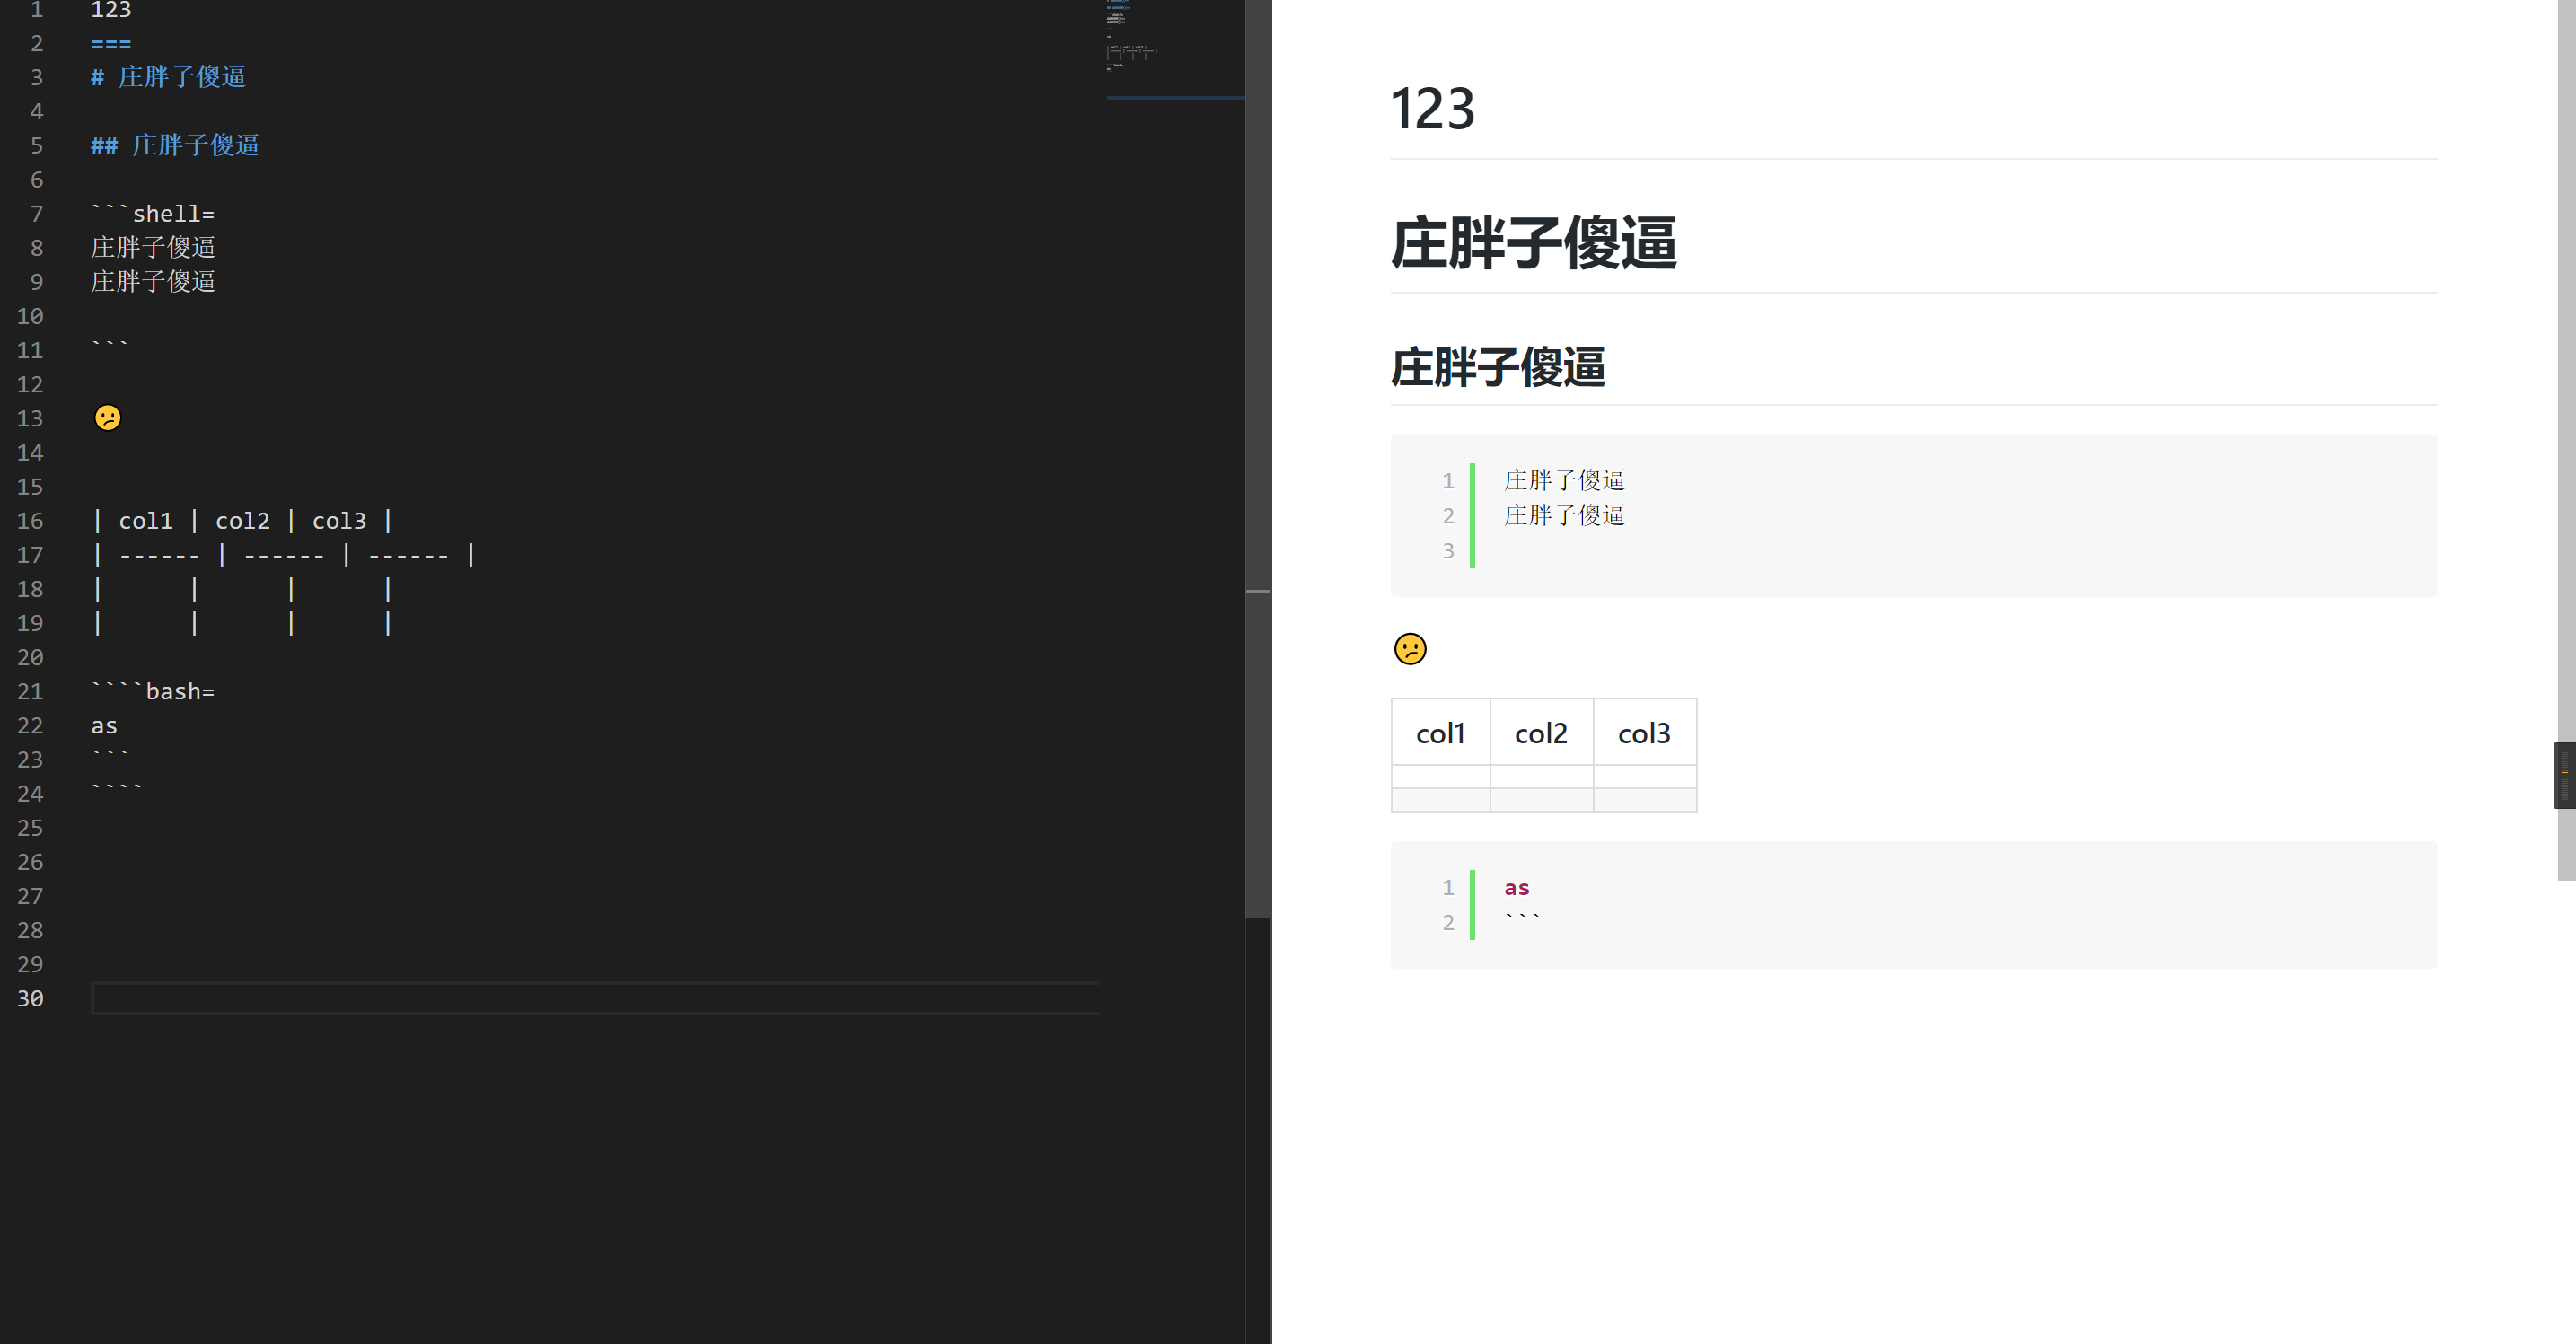 1 123
2 ===
3 # 庄胖子傻逼
4
5 ## 庄胖子傻逼
6
7 ```shell=
8 庄胖子傻逼
9 庄胖子傻逼
10
11 ```
12
13 😕
14
15
16 | col1 | col2 | col3 |
17 | ------ | ------ | ------ |
18 |      |      |      |
19 |      |      |      |
20
21 ````bash=
22 as
23 ```
24 ````
25
26
27
28
29
30
123
庄胖子傻逼
庄胖子傻逼
1 庄胖子傻逼
2 庄胖子傻逼
3
😕
col1 col2 col3
1 as
2 ```